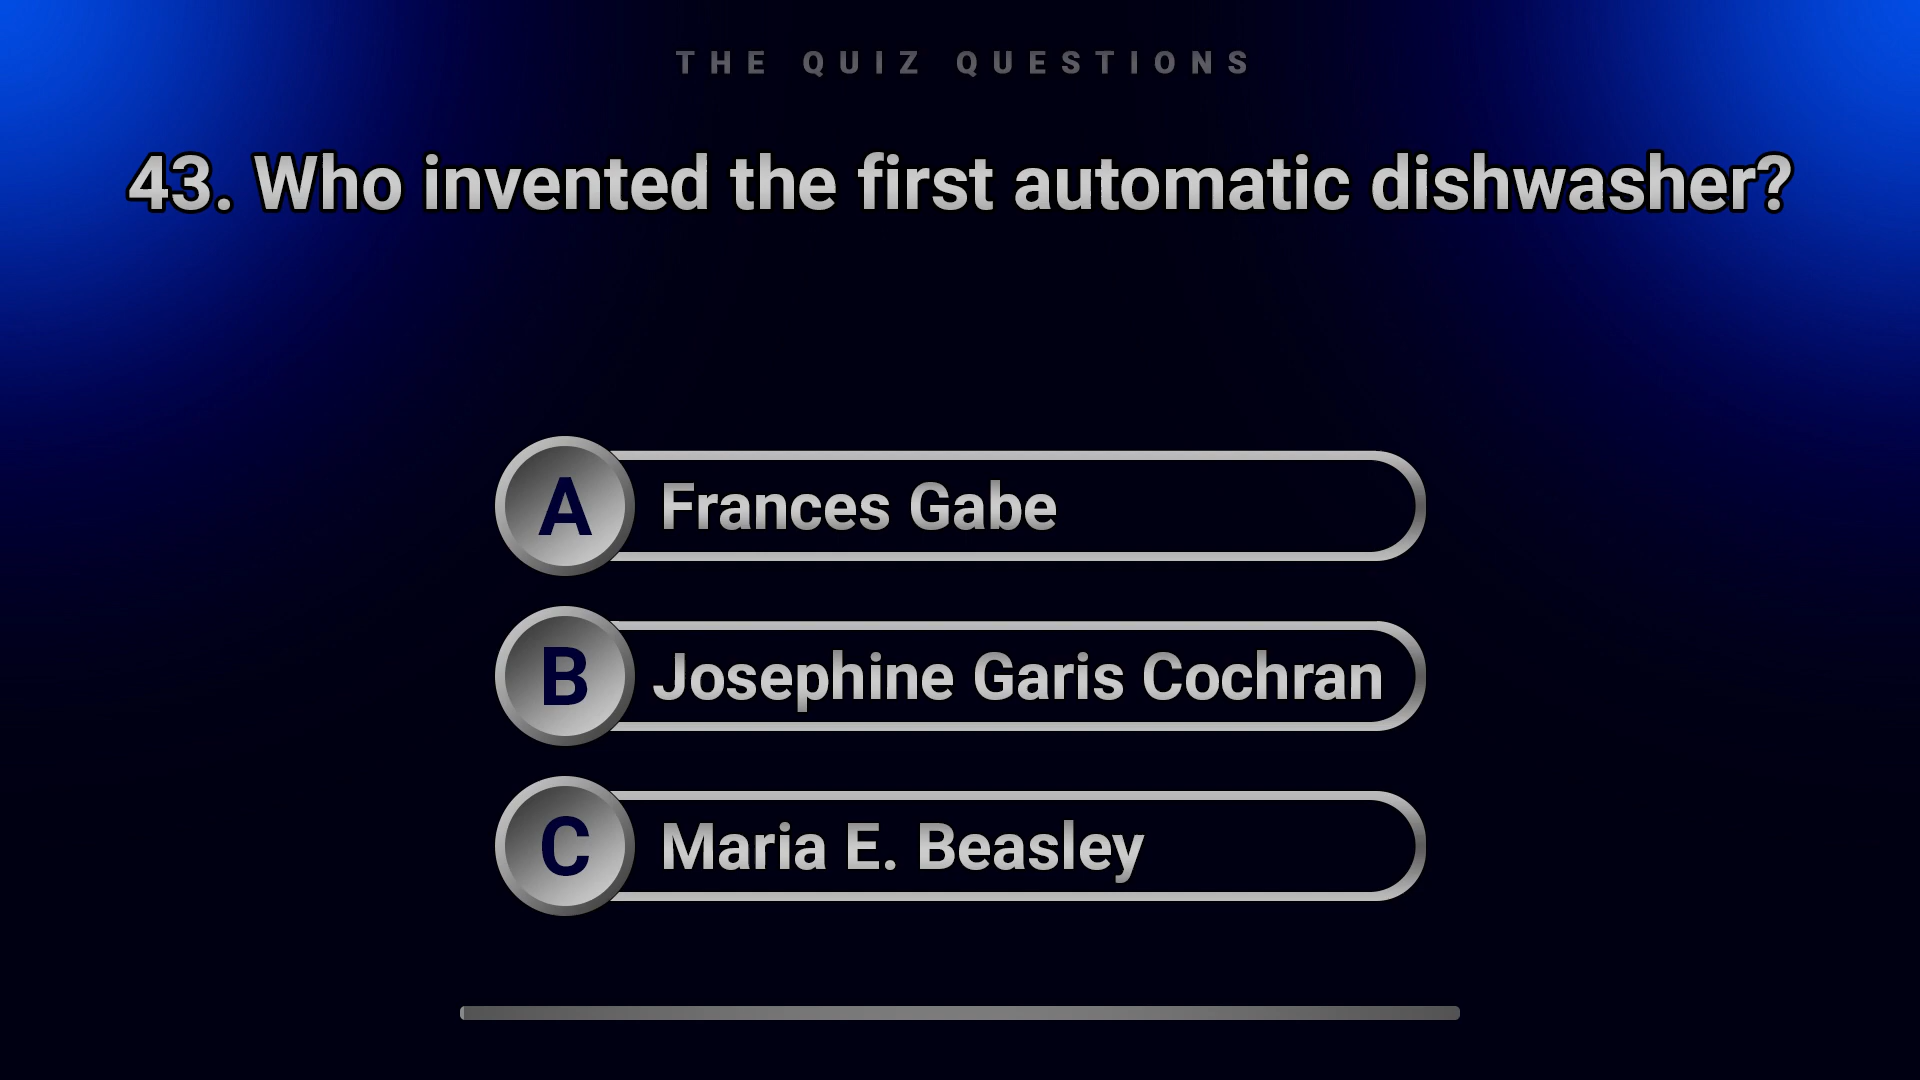 THE QUIZ QUESTIONS
43. Who invented the first automatic dishwasher?
A Frances Gabe
B Josephine Garis Cochran
C Maria E. Beasley